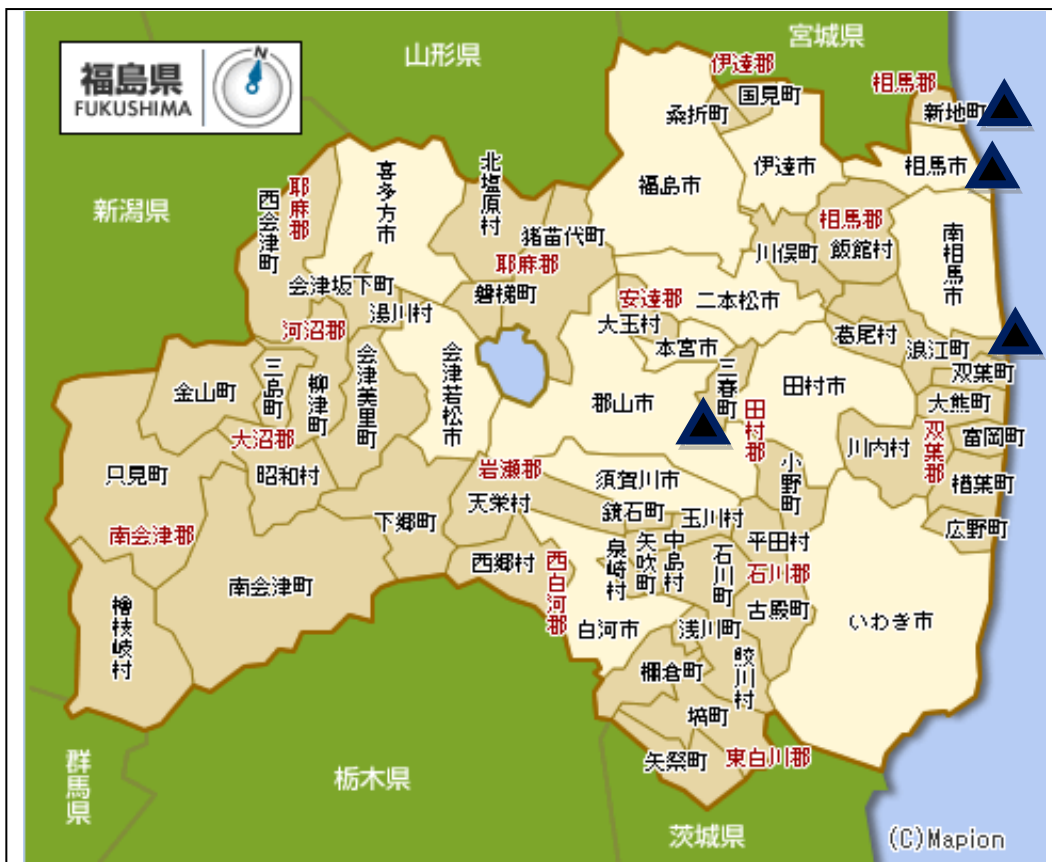 福島県
FUKUSHIMA
N
山形県
宮城県
新潟県
伊達郡
国見町
桑折町
相馬郡
新地町
相馬市
伊達市
福島市
喜多方市
北塩原村
耶麻郡
西会津町
猪苗代町
耶麻郡
磐梯町
相馬郡
飯館村
川俣町
南相馬市
会津坂下町
湯川村
河沼郡
安達郡
大玉村
二本松市
本宮市
葛尾村
浪江町
双葉町
大熊町
双葉郡
富岡町
楢葉町
広野町
川内村
田村市
三春町
田村郡
小野町
郡山市
会津若松市
会津美里町
柳津町
三島町
金山町
大沼郡
昭和村
只見町
南会津郡
南会津町
檜枝岐村
下郷町
岩瀬郡
天栄村
須賀川市
鏡石町
玉川村
平田村
石川郡
石川町
古殿町
中島村
矢吹町
泉崎村
西郷村
西白河郡
白河市
浅川町
鮫川村
棚倉町
塙町
矢祭町
東白川郡
いわき市
群馬県
栃木県
茨城県
(C)Mapion